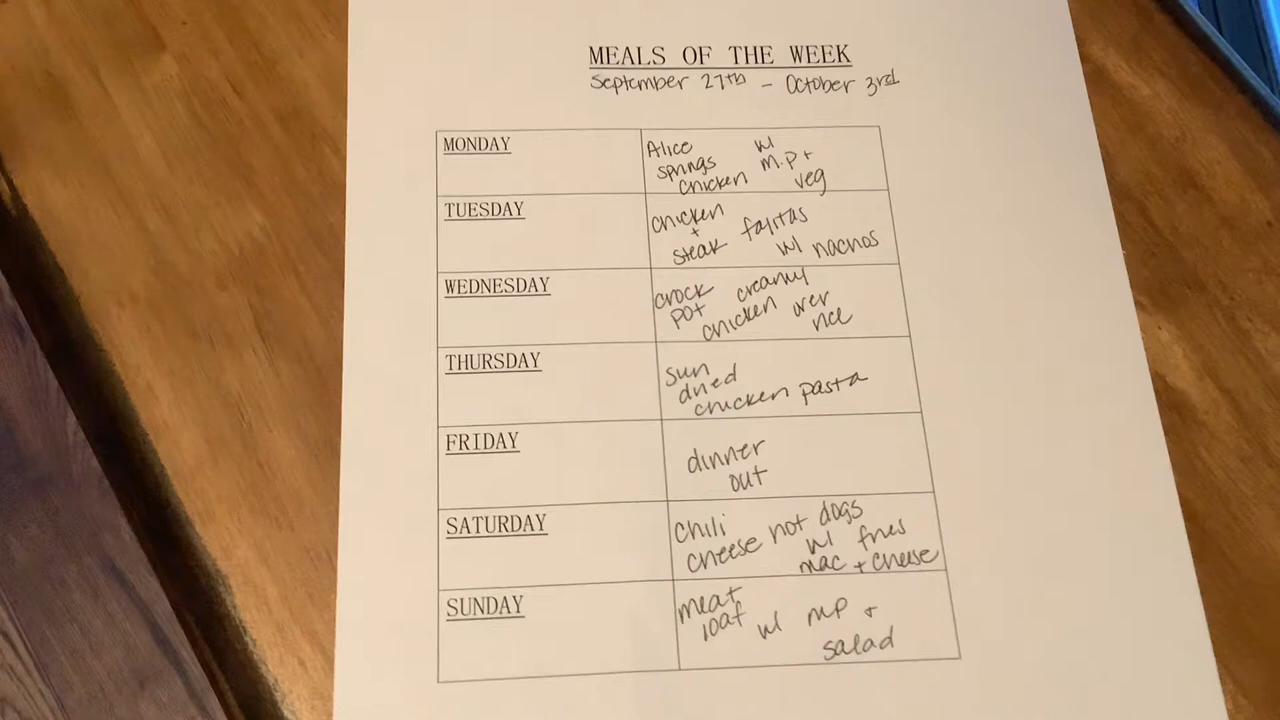 MEALS OF THE WEEK
September 27th - October 3rd
MONDAY
Alice w/
springs m.p +
chicken veg
TUESDAY
chicken
+ fajitas
steak w/ nachos
WEDNESDAY
crock creamy
pot chicken over
rice
THURSDAY
sun
dried
chicken pasta
FRIDAY
dinner
out
SATURDAY
chili hot dogs
cheese w/ fries
mac + cheese
SUNDAY
meat
loaf w/ mp +
salad